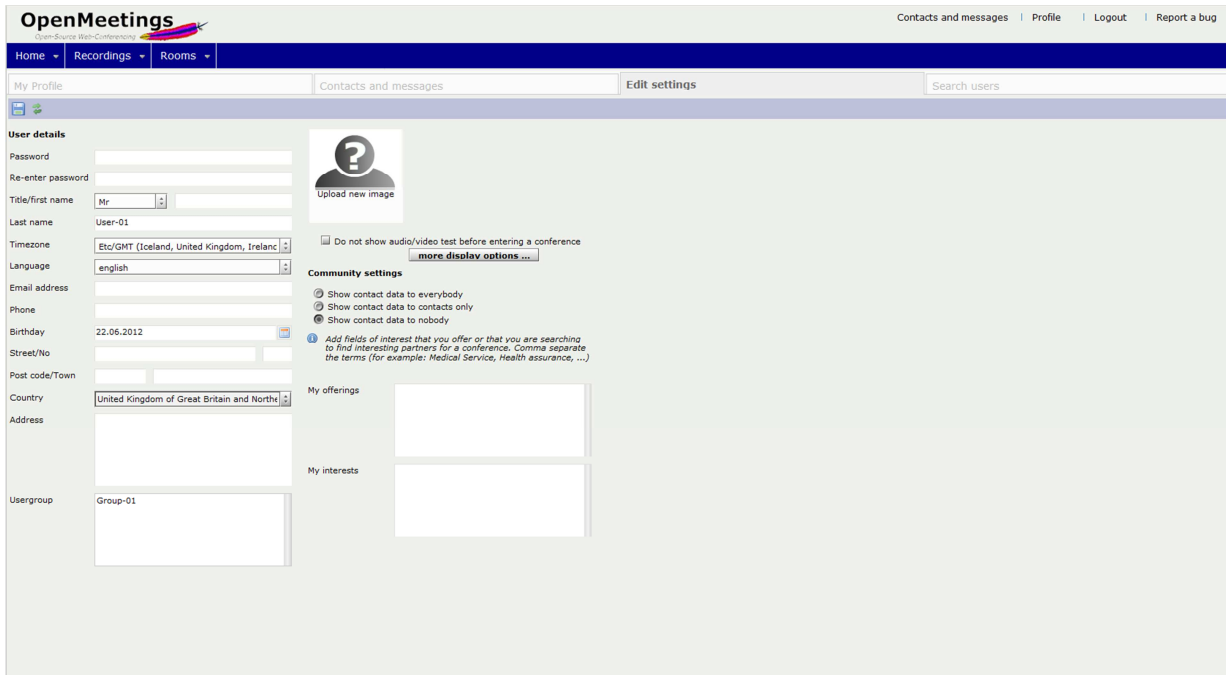 OpenMeetings
Open-Source Web-Conferencing
Contacts and messages | Profile | Logout | Report a bug
Home Recordings Rooms
My Profile Contacts and messages Edit settings Search users
User details
Password
Re-enter password
Title/first name Mr
Last name User-01
Timezone Etc/GMT (Iceland, United Kingdom, Irelanc
Language english
Email address
Phone
Birthday 22.06.2012
Street/No
Post code/Town
Country United Kingdom of Great Britain and Northe
Address
Usergroup Group-01
Upload new image
Do not show audio/video test before entering a conference
more display options ...
Community settings
Show contact data to everybody
Show contact data to contacts only
Show contact data to nobody
Add fields of interest that you offer or that you are searching
to find interesting partners for a conference. Comma separate
the terms (for example: Medical Service, Health assurance, ...)
My offerings
My interests